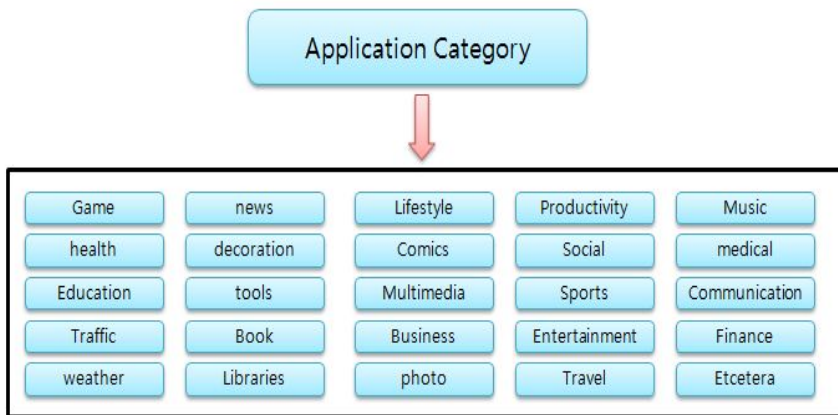 Application Category
Game news Lifestyle Productivity Music
health decoration Comics Social medical
Education tools Multimedia Sports Communication
Traffic Book Business Entertainment Finance
weather Libraries photo Travel Etcetera